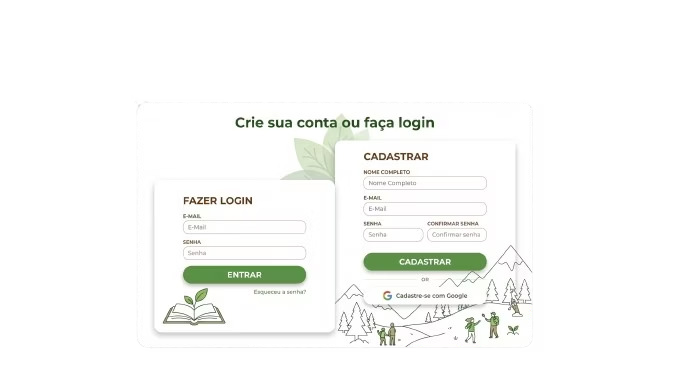 Crie sua conta ou faça login
FAZER LOGIN
E-MAIL
E-Mail
SENHA
Senha
ENTRAR
Esqueceu a senha?
CADASTRAR
NOME COMPLETO
Nome Completo
E-MAIL
E-Mail
SENHA
CONFIRMAR SENHA
Senha
Confirmar senha
CADASTRAR
OR
Cadastre-se com Google